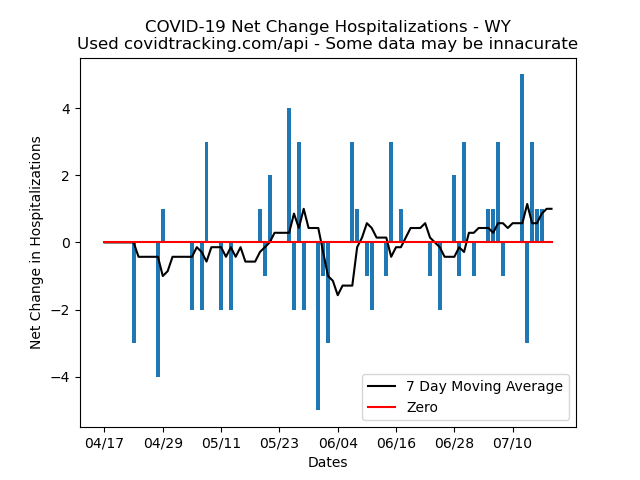 COVID-19 Net Change Hospitalizations - WY
Used covidtracking.com/api - Some data may be innacurate
Net Change in Hospitalizations
4
2
0
−2
−4
7 Day Moving Average
Zero
04/17 04/29 05/11 05/23 06/04 06/16 06/28 07/10
Dates